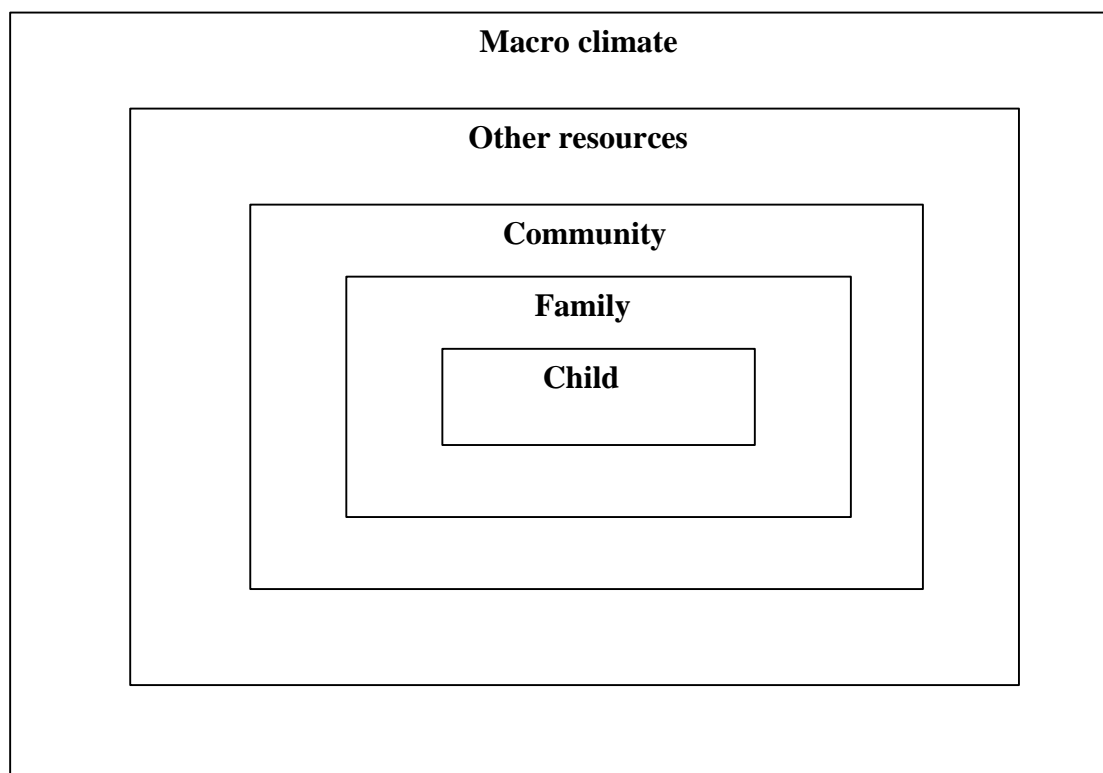 Macro climate
Other resources
Community
Family
Child